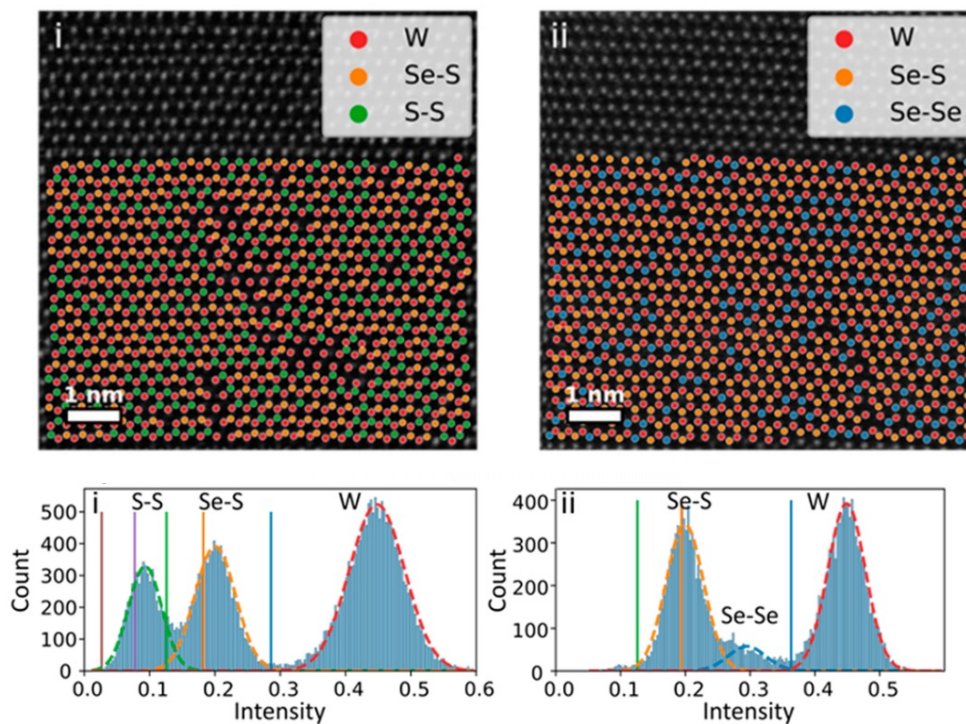 i
W
Se-S
S-S
1 nm
ii
W
Se-S
Se-Se
1 nm
i
S-S
Se-S
W
Count
500
400
300
200
100
0
0.0 0.1 0.2 0.3 0.4 0.5 0.6
Intensity
ii
Se-S
Se-Se
W
Count
400
300
200
100
0
0.0 0.1 0.2 0.3 0.4 0.5
Intensity